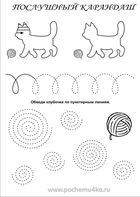 ПОСЛУШНЫЙ КАРАНДАШ
Обведи клубочки по пунктирным линиям.
www.pochemu4ka.ru